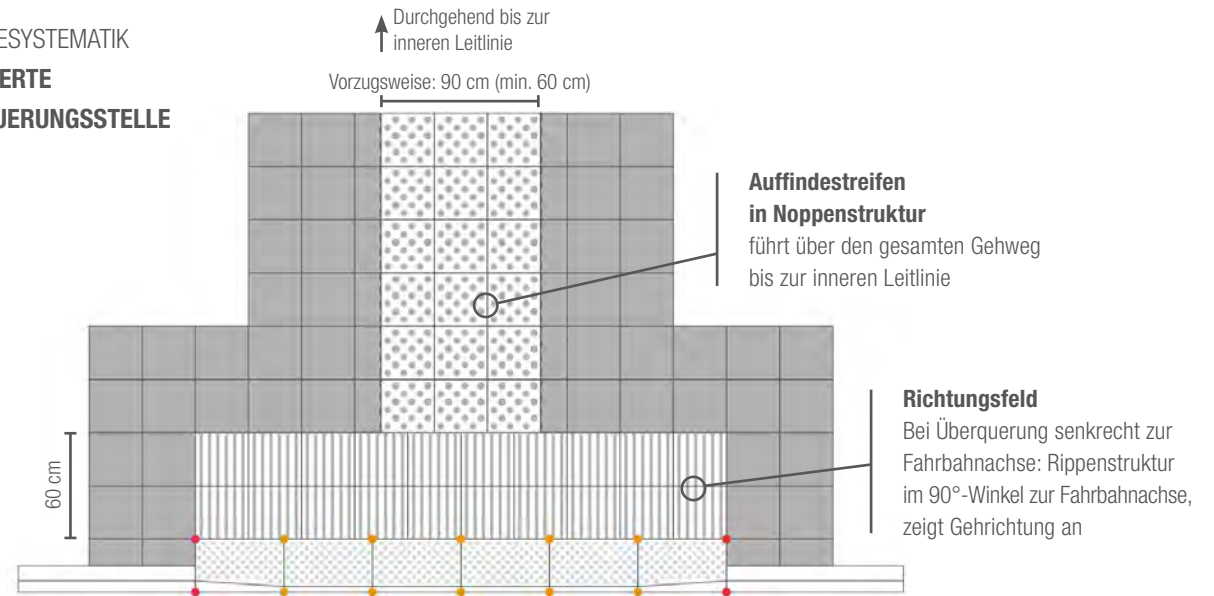 ESYSTEMATIK
ERTE
UERUNGSSTELLE
Durchgehend bis zur
inneren Leitlinie
Vorzugsweise: 90 cm (min. 60 cm)
Auffindestreifen
in Noppenstruktur
führt über den gesamten Gehweg
bis zur inneren Leitlinie
Richtungsfeld
Bei Überquerung senkrecht zur
Fahrbahnachse: Rippenstruktur
im 90°-Winkel zur Fahrbahnachse,
zeigt Gehrichtung an
60 cm